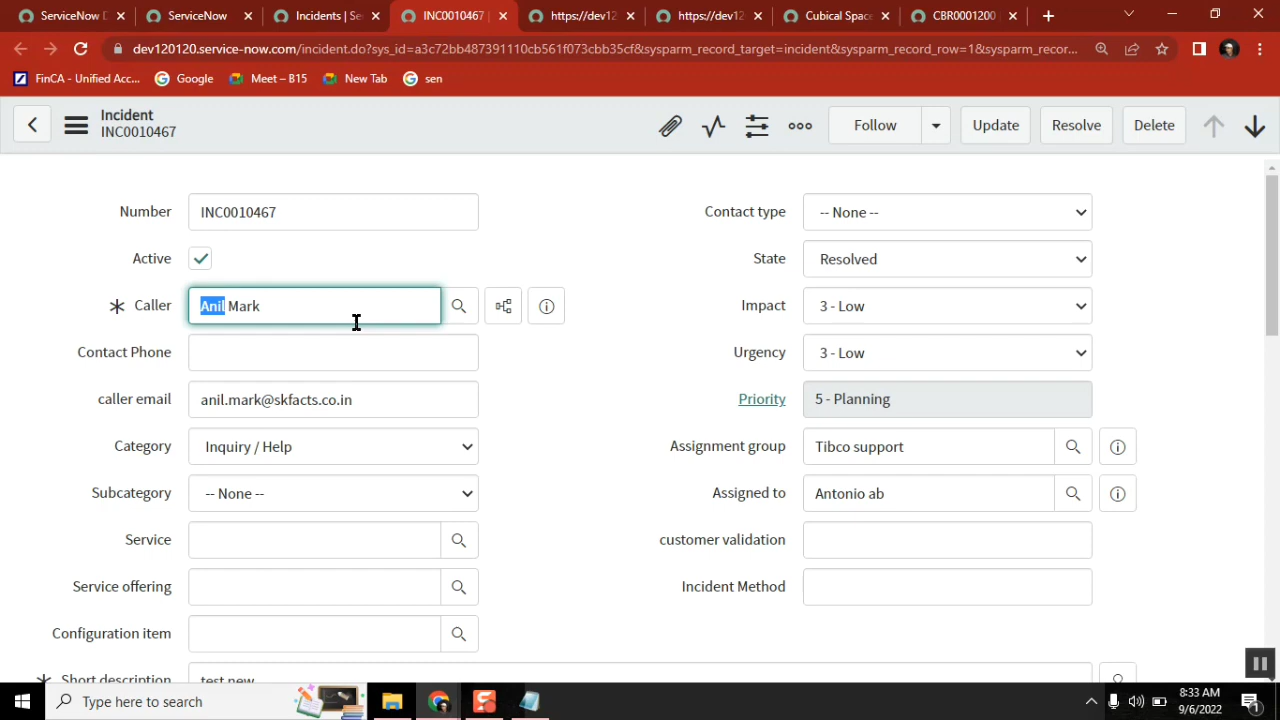 ServiceNow D
ServiceNow
Incidents | Se
INC0010467 |
https://dev12
https://dev12
Cubical Space
CBR0001200
dev120120.service-now.com/incident.do?sys_id=a3c72bb487391110cb561f073cbb35cf&sysparm_record_target=incident&sysparm_record_row=1&sysparm_recor...
FinCA - Unified Acc...
Google
Meet – B15
New Tab
sen
Incident
INC0010467
Follow
Update
Resolve
Delete
Number
INC0010467
Contact type
-- None --
Active
State
Resolved
Caller
Anil Mark
Impact
3 - Low
Contact Phone
Urgency
3 - Low
caller email
anil.mark@skfacts.co.in
Priority
5 - Planning
Category
Inquiry / Help
Assignment group
Tibco support
Subcategory
-- None --
Assigned to
Antonio ab
Service
customer validation
Service offering
Incident Method
Configuration item
Short description
test new
Type here to search
8:33 AM
9/6/2022
1